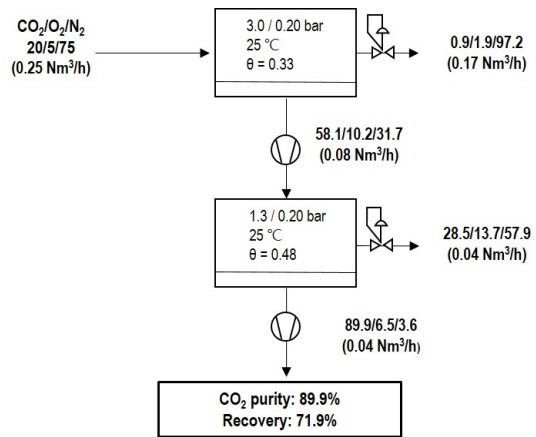 CO₂/O₂/N₂
20/5/75
(0.25 Nm³/h)
3.0 / 0.20 bar
25 ℃
θ = 0.33
0.9/1.9/97.2
(0.17 Nm³/h)
58.1/10.2/31.7
(0.08 Nm³/h)
1.3 / 0.20 bar
25 ℃
θ = 0.48
28.5/13.7/57.9
(0.04 Nm³/h)
89.9/6.5/3.6
(0.04 Nm³/h)
CO₂ purity: 89.9%
Recovery: 71.9%